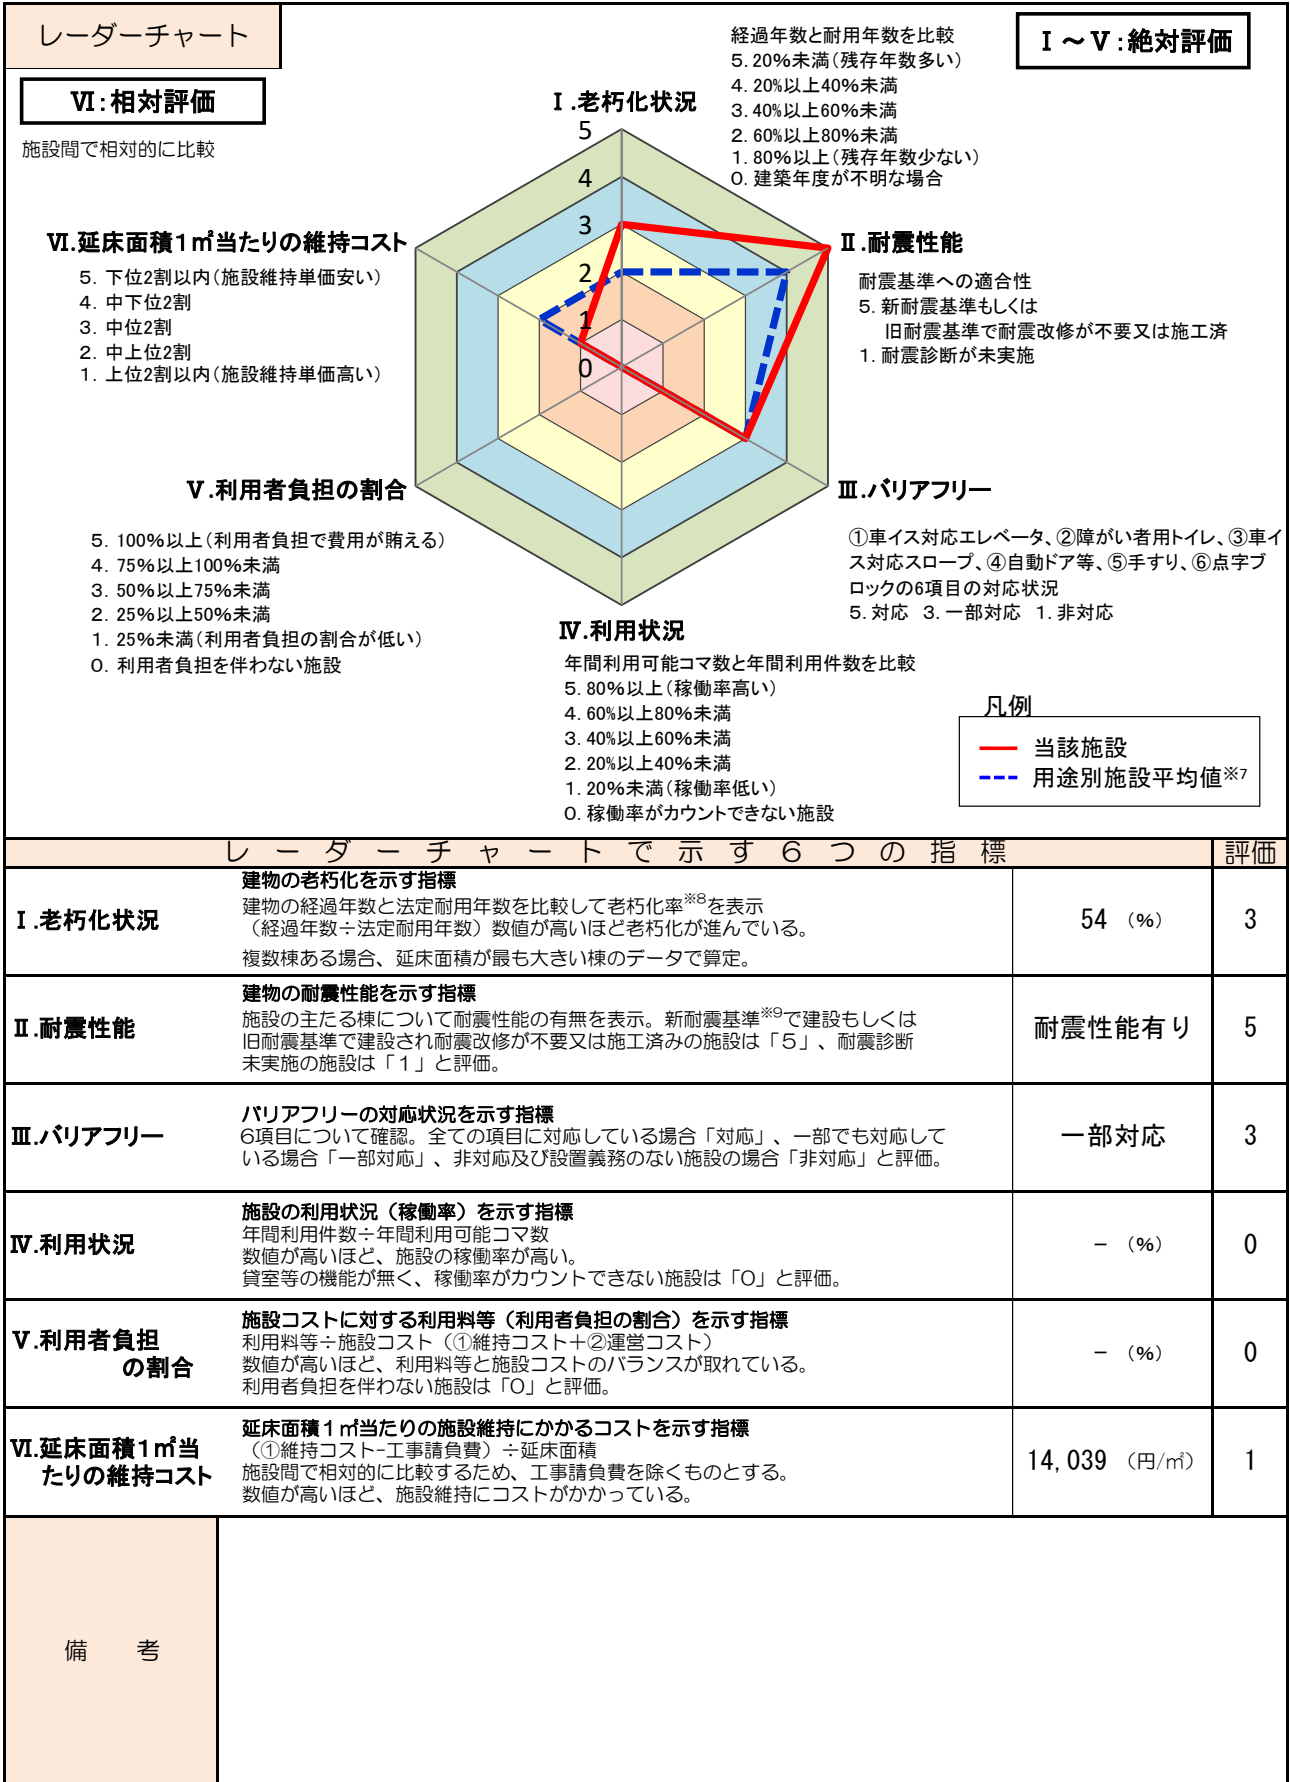 レーダーチャート
Ⅵ:相対評価
施設間で相対的に比較
Ⅰ～Ⅴ:絶対評価
経過年数と耐用年数を比較
5. 20%未満(残存年数多い)
4. 20%以上40%未満
3. 40%以上60%未満
2. 60%以上80%未満
1. 80%以上(残存年数少ない)
0. 建築年度が不明な場合
Ⅰ.老朽化状況
5
4
3
2
1
0
Ⅱ.耐震性能
耐震基準への適合性
5. 新耐震基準もしくは
旧耐震基準で耐震改修が不要又は施工済
1. 耐震診断が未実施
Ⅵ.延床面積1㎡当たりの維持コスト
5. 下位2割以内(施設維持単価安い)
4. 中下位2割
3. 中位2割
2. 中上位2割
1. 上位2割以内(施設維持単価高い)
Ⅴ.利用者負担の割合
5. 100%以上(利用者負担で費用が賄える)
4. 75%以上100%未満
3. 50%以上75%未満
2. 25%以上50%未満
1. 25%未満(利用者負担の割合が低い)
0. 利用者負担を伴わない施設
Ⅲ.バリアフリー
①車イス対応エレベータ、②障がい者用トイレ、③車イ
ス対応スロープ、④自動ドア等、⑤手すり、⑥点字ブ
ロックの6項目の対応状況
5. 対応 3. 一部対応 1. 非対応
Ⅳ.利用状況
年間利用可能コマ数と年間利用件数を比較
5. 80%以上(稼働率高い)
4. 60%以上80%未満
3. 40%以上60%未満
2. 20%以上40%未満
1. 20%未満(稼働率低い)
0. 稼働率がカウントできない施設
凡例
当該施設
用途別施設平均値※7
レーダーチャートで示す6つの指標 評価
Ⅰ.老朽化状況
建物の老朽化を示す指標
建物の経過年数と法定耐用年数を比較して老朽化率※8を表示
(経過年数÷法定耐用年数)数値が高いほど老朽化が進んでいる。
複数棟ある場合、延床面積が最も大きい棟のデータで算定。
54 (%) 3
Ⅱ.耐震性能
建物の耐震性能を示す指標
施設の主たる棟について耐震性能の有無を表示。新耐震基準※9で建設もしくは
旧耐震基準で建設され耐震改修が不要又は施工済みの施設は「5」、耐震診断
未実施の施設は「1」と評価。
耐震性能有り 5
Ⅲ.バリアフリー
バリアフリーの対応状況を示す指標
6項目について確認。全ての項目に対応している場合「対応」、一部でも対応して
いる場合「一部対応」、非対応及び設置義務のない施設の場合「非対応」と評価。
一部対応 3
Ⅳ.利用状況
施設の利用状況(稼働率)を示す指標
年間利用件数÷年間利用可能コマ数
数値が高いほど、施設の稼働率が高い。
貸室等の機能が無く、稼働率がカウントできない施設は「0」と評価。
- (%) 0
Ⅴ.利用者負担
の割合
施設コストに対する利用料等(利用者負担の割合)を示す指標
利用料等÷施設コスト(①維持コスト+②運営コスト)
数値が高いほど、利用料等と施設コストのバランスが取れている。
利用者負担を伴わない施設は「0」と評価。
- (%) 0
Ⅵ.延床面積1㎡当
たりの維持コスト
延床面積1㎡当たりの施設維持にかかるコストを示す指標
(①維持コスト-工事請負費)÷延床面積
施設間で相対的に比較するため、工事請負費を除くものとする。
数値が高いほど、施設維持にコストがかかっている。
14,039 (円/㎡) 1
備 考